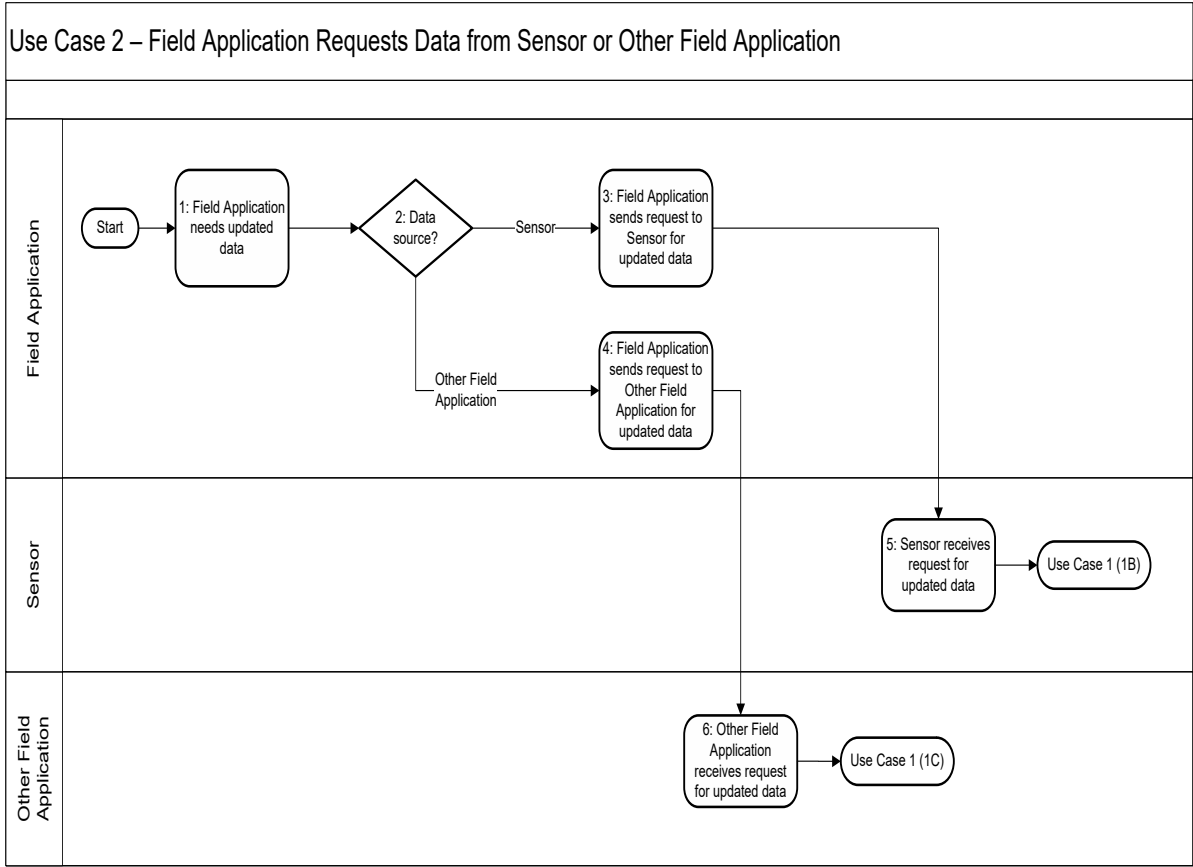 Use Case 2 – Field Application Requests Data from Sensor or Other Field Application
Field Application
Start
1: Field Application
needs updated
data
2: Data
source?
Sensor
3: Field Application
sends request to
Sensor for
updated data
Other Field
Application
4: Field Application
sends request to
Other Field
Application for
updated data
Sensor
5: Sensor receives
request for
updated data
Use Case 1 (1B)
Other Field
Application
6: Other Field
Application
receives request
for updated data
Use Case 1 (1C)